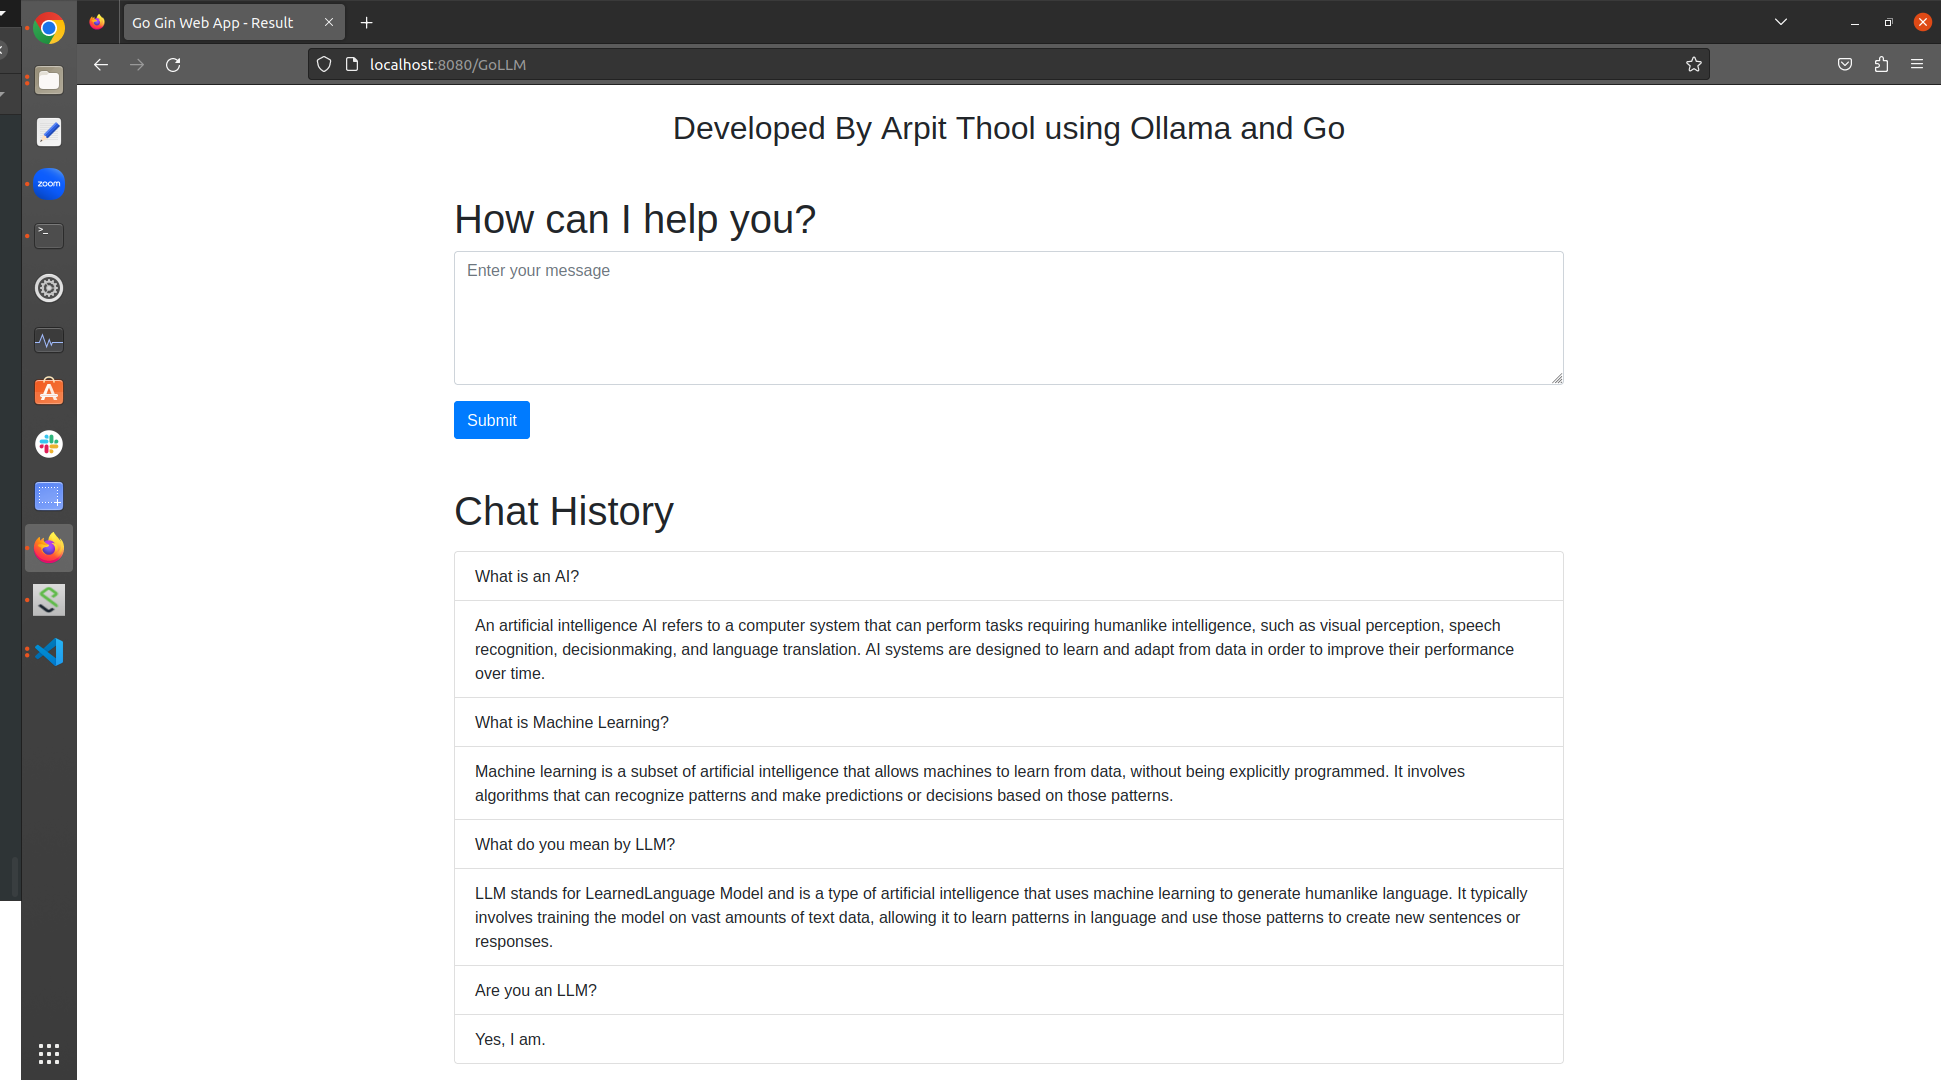 Go Gin Web App - Result
localhost:8080/GoLLM
Developed By Arpit Thool using Ollama and Go
zoom
How can I help you?
Enter your message
Submit
Chat History
What is an AI?
An artificial intelligence AI refers to a computer system that can perform tasks requiring humanlike intelligence, such as visual perception, speech
recognition, decisionmaking, and language translation. AI systems are designed to learn and adapt from data in order to improve their performance
over time.
What is Machine Learning?
Machine learning is a subset of artificial intelligence that allows machines to learn from data, without being explicitly programmed. It involves
algorithms that can recognize patterns and make predictions or decisions based on those patterns.
What do you mean by LLM?
LLM stands for LearnedLanguage Model and is a type of artificial intelligence that uses machine learning to generate humanlike language. It typically
involves training the model on vast amounts of text data, allowing it to learn patterns in language and use those patterns to create new sentences or
responses.
Are you an LLM?
Yes, I am.